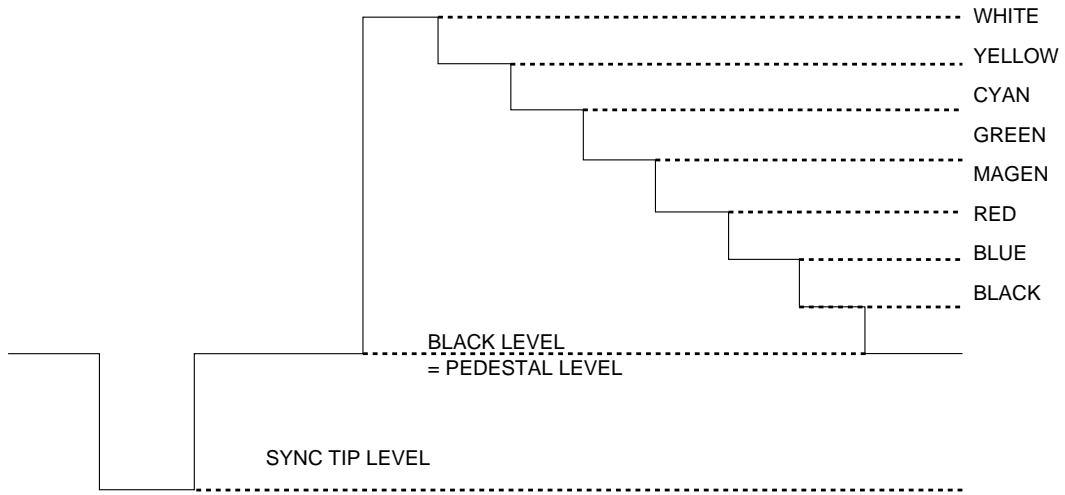 WHITE
YELLOW
CYAN
GREEN
MAGEN
RED
BLUE
BLACK
BLACK LEVEL
= PEDESTAL LEVEL
SYNC TIP LEVEL